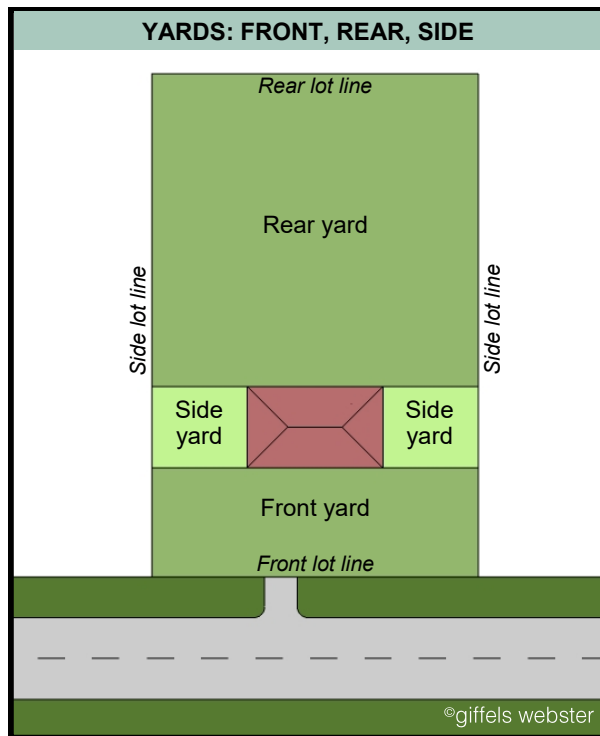 YARDS: FRONT, REAR, SIDE
Rear lot line
Rear yard
Side lot line
Side lot line
Side
yard
Side
yard
Front yard
Front lot line
©giffels webster